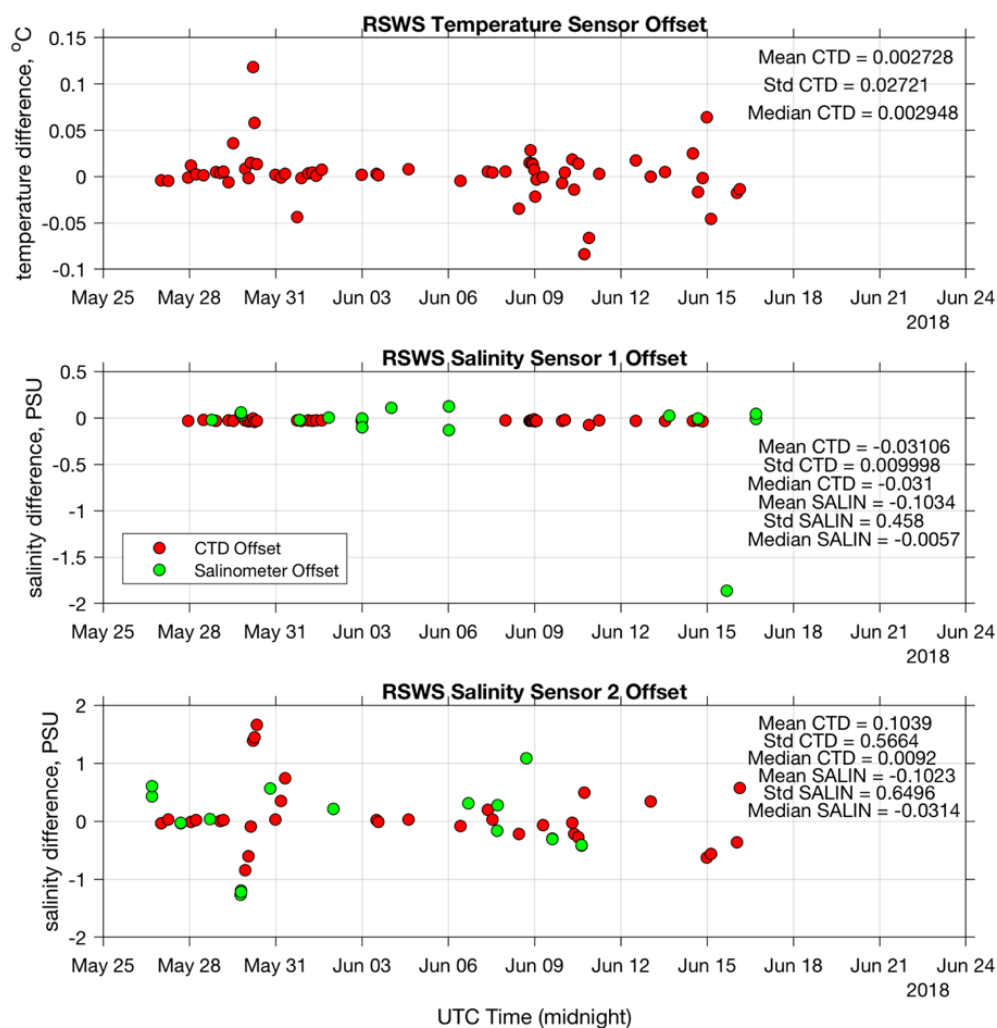 RSWS Temperature Sensor Offset
temperature difference, °C
0.15
0.1
0.05
0
-0.05
-0.1
Mean CTD = 0.002728
Std CTD = 0.02721
Median CTD = 0.002948
May 25 May 28 May 31 Jun 03 Jun 06 Jun 09 Jun 12 Jun 15 Jun 18 Jun 21 Jun 24
2018
RSWS Salinity Sensor 1 Offset
salinity difference, PSU
0.5
0
-0.5
-1
-1.5
-2
Mean CTD = -0.03106
Std CTD = 0.009998
Median CTD = -0.031
Mean SALIN = -0.1034
Std SALIN = 0.458
Median SALIN = -0.0057
CTD Offset
Salinometer Offset
May 25 May 28 May 31 Jun 03 Jun 06 Jun 09 Jun 12 Jun 15 Jun 18 Jun 21 Jun 24
2018
RSWS Salinity Sensor 2 Offset
salinity difference, PSU
2
1
0
-1
-2
Mean CTD = 0.1039
Std CTD = 0.5664
Median CTD = 0.0092
Mean SALIN = -0.1023
Std SALIN = 0.6496
Median SALIN = -0.0314
May 25 May 28 May 31 Jun 03 Jun 06 Jun 09 Jun 12 Jun 15 Jun 18 Jun 21 Jun 24
2018
UTC Time (midnight)